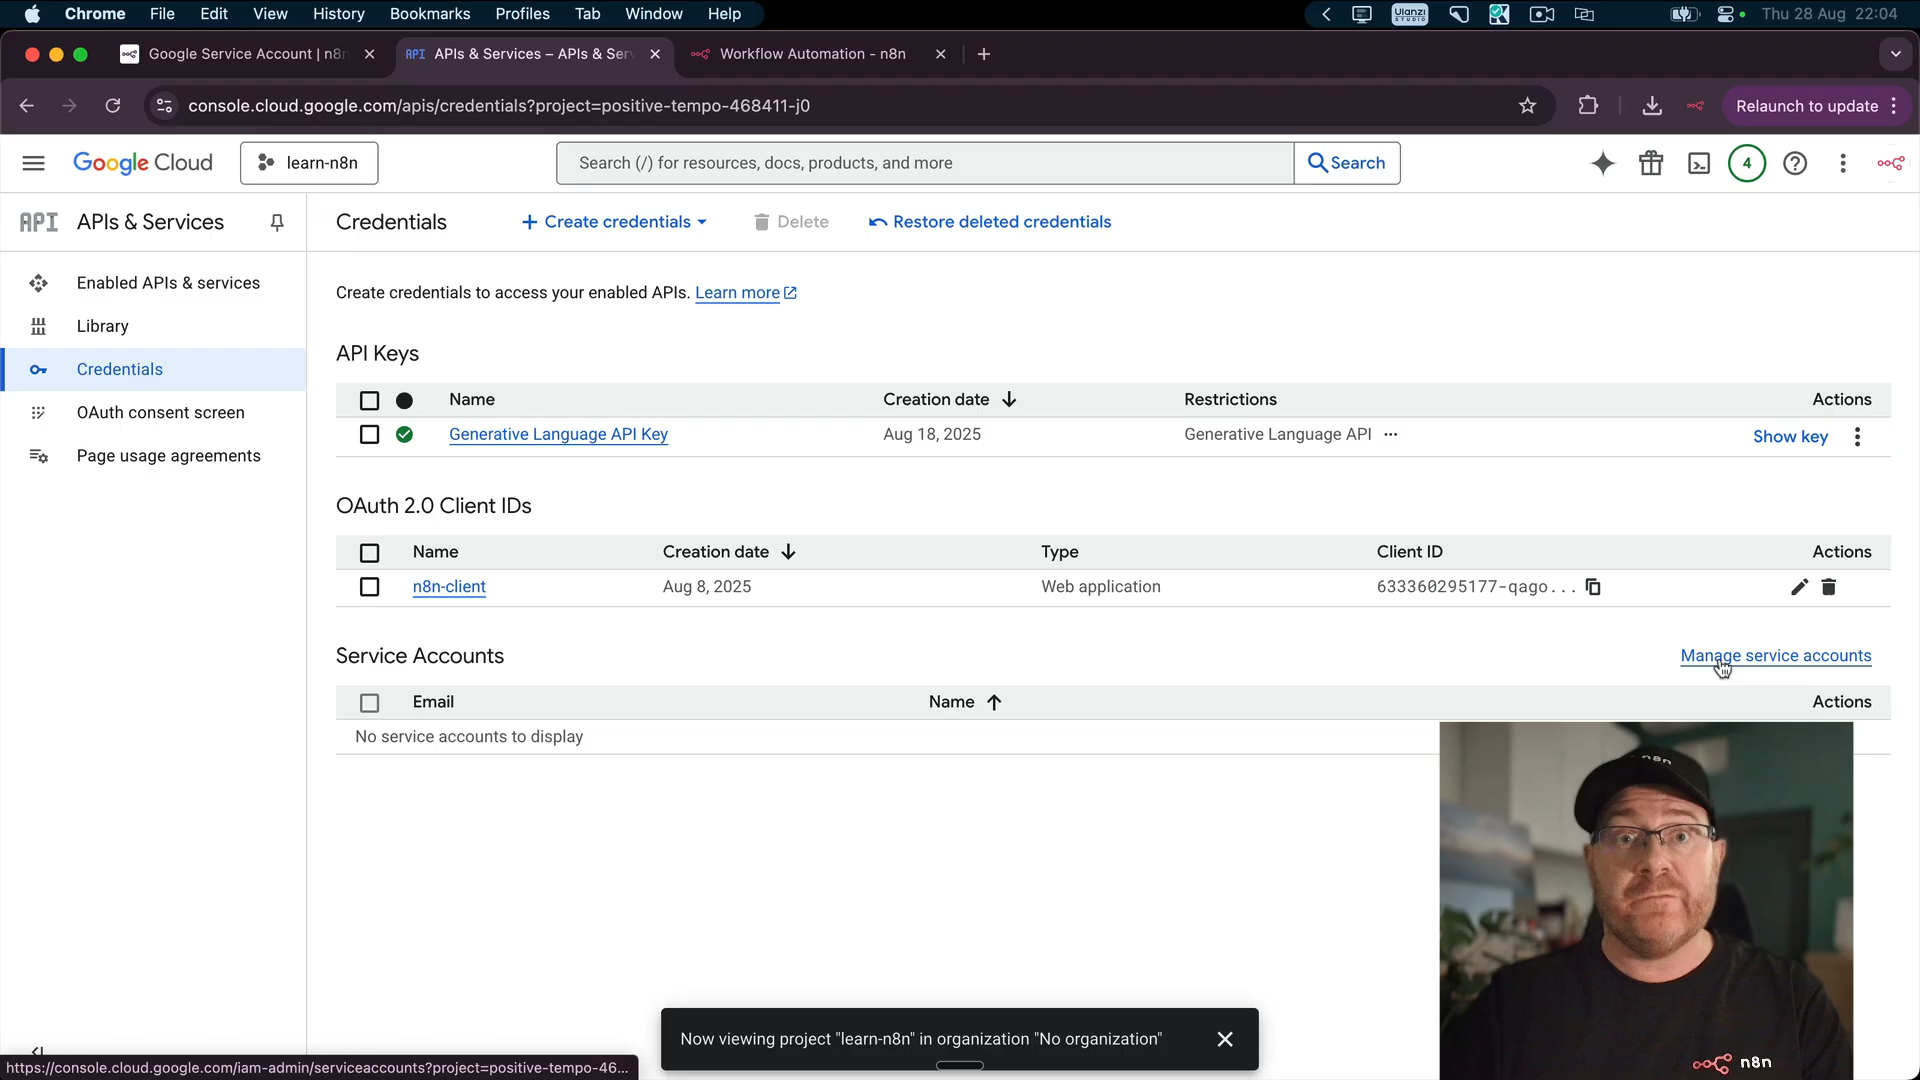 Chrome File Edit View History Bookmarks Profiles Tab Window Help
Ulanzi STUDIO
Thu 28 Aug 22:04
Google Service Account | n8n
API APIs & Services – APIs & Ser
Workflow Automation - n8n
console.cloud.google.com/apis/credentials?project=positive-tempo-468411-j0
Relaunch to update
Google Cloud
learn-n8n
Search (/) for resources, docs, products, and more
Search
4
API APIs & Services
Credentials
Create credentials
Delete
Restore deleted credentials
Enabled APIs & services
Library
Credentials
OAuth consent screen
Page usage agreements
Create credentials to access your enabled APIs. Learn more
API Keys
Name Creation date Restrictions Actions
Generative Language API Key Aug 18, 2025 Generative Language API ... Show key
OAuth 2.0 Client IDs
Name Creation date Type Client ID Actions
n8n-client Aug 8, 2025 Web application 633360295177-qago...
Service Accounts
Manage service accounts
Email Name Actions
No service accounts to display
n8n
Now viewing project "learn-n8n" in organization "No organization"
n8n
https://console.cloud.google.com/iam-admin/serviceaccounts?project=positive-tempo-46...